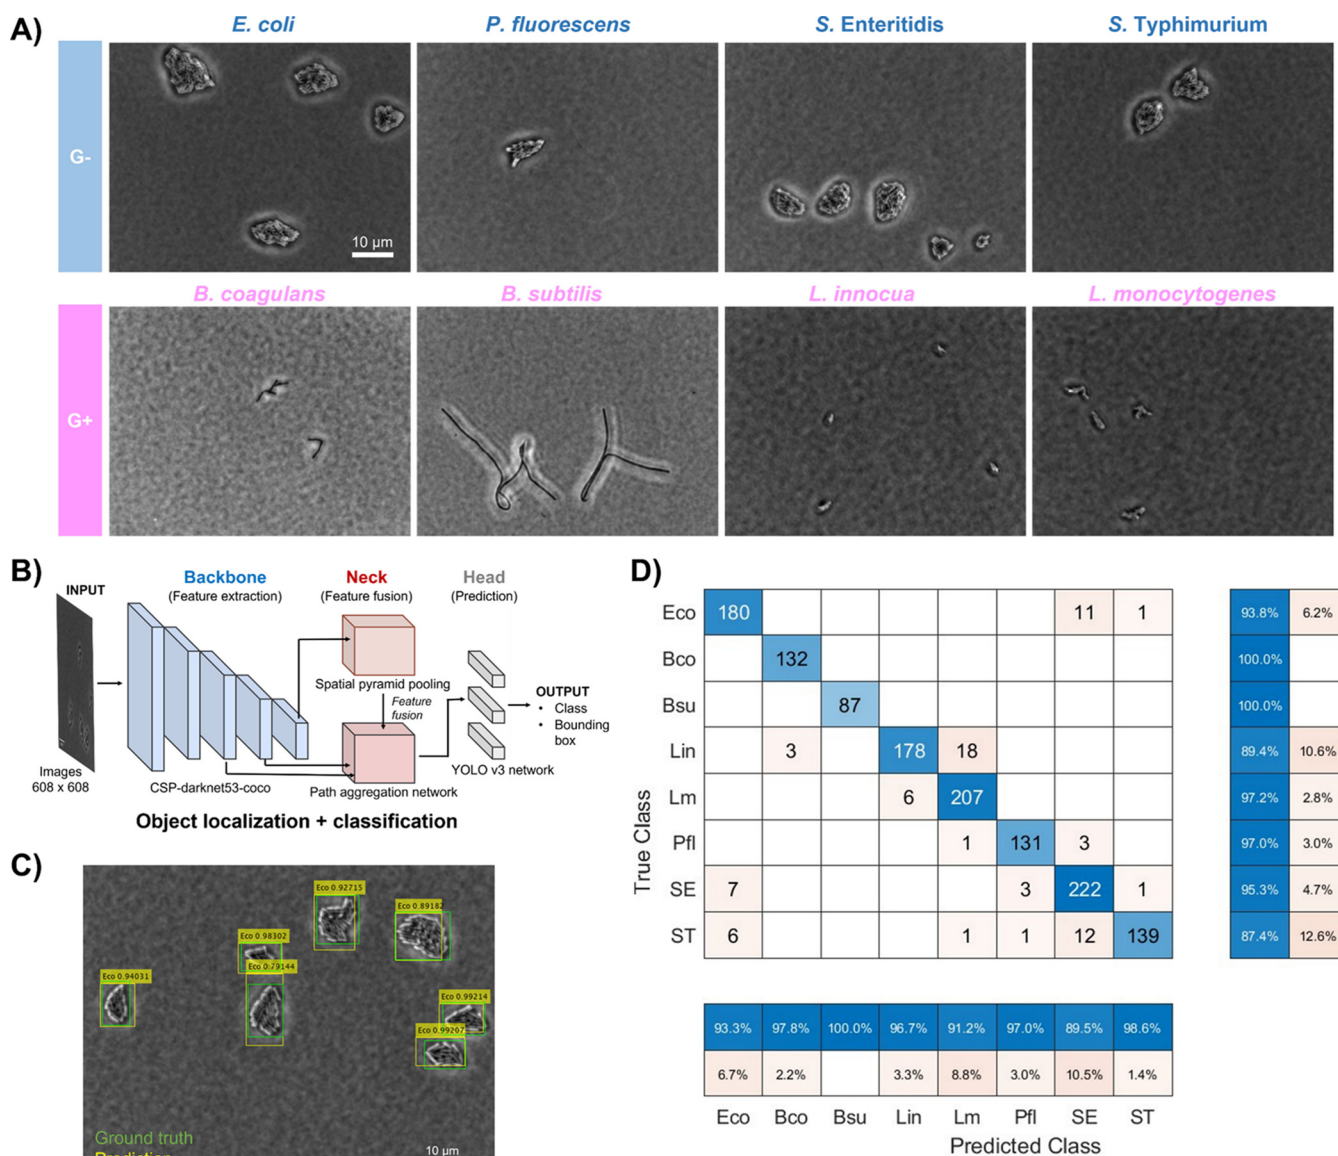 A)
E. coli
P. fluorescens
S. Enteritidis
S. Typhimurium
G-
10 µm
B. coagulans
B. subtilis
L. innocua
L. monocytogenes
G+
B)
INPUT
Backbone
(Feature extraction)
Neck
(Feature fusion)
Head
(Prediction)
Spatial pyramid pooling
Feature
fusion
OUTPUT
• Class
• Bounding
box
YOLO v3 network
Images
608 x 608
CSP-darknet53-coco
Path aggregation network
Object localization + classification
C)
Eco 0.92715
Eco 0.89182
Eco 0.98302
Eco 0.79144
Eco 0.94031
Eco 0.99214
Eco 0.99207
Ground truth
Prediction
10 µm
D)
True Class
Eco 180 11 1 93.8% 6.2%
Bco 132 100.0%
Bsu 87 100.0%
Lin 3 178 18 89.4% 10.6%
Lm 6 207 97.2% 2.8%
Pfl 1 131 3 97.0% 3.0%
SE 7 3 222 1 95.3% 4.7%
ST 6 1 1 12 139 87.4% 12.6%
93.3% 97.8% 100.0% 96.7% 91.2% 97.0% 89.5% 98.6%
6.7% 2.2% 3.3% 8.8% 3.0% 10.5% 1.4%
Eco Bco Bsu Lin Lm Pfl SE ST
Predicted Class